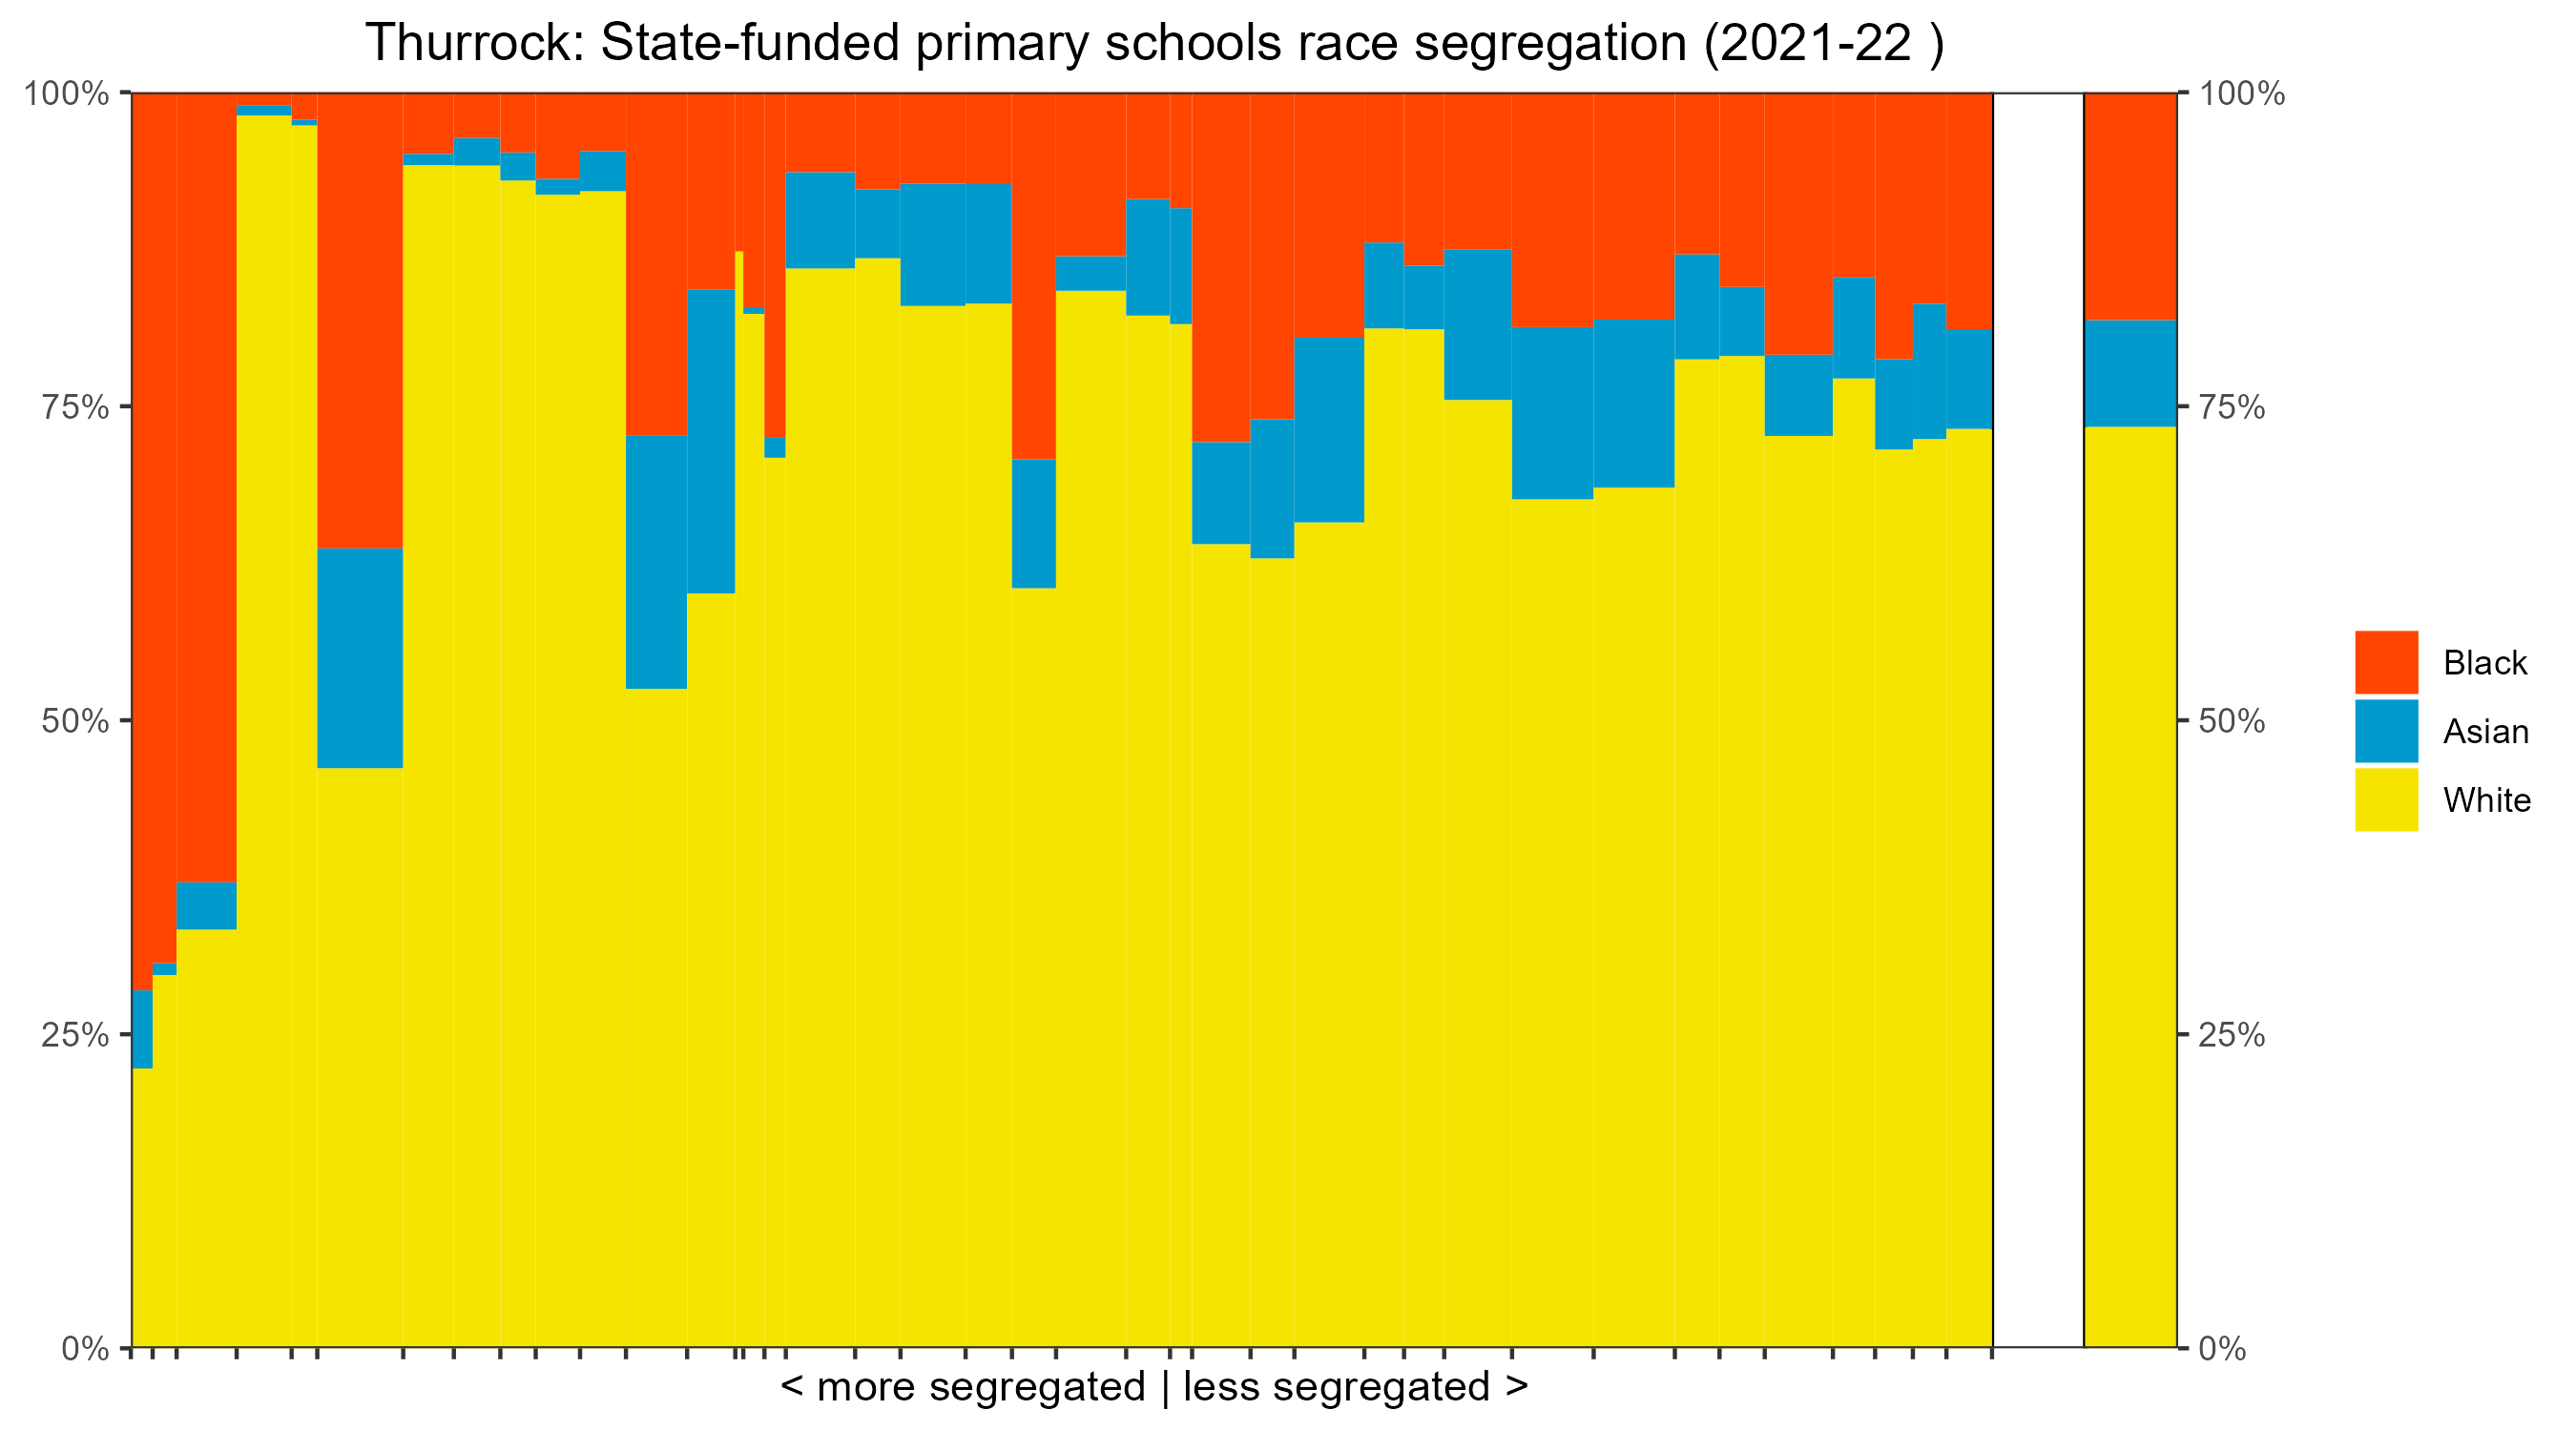 Thurrock: State-funded primary schools race segregation (2021-22 )
100%
75%
50%
25%
0%
100%
75%
50%
25%
0%
Black
Asian
White
< more segregated | less segregated >